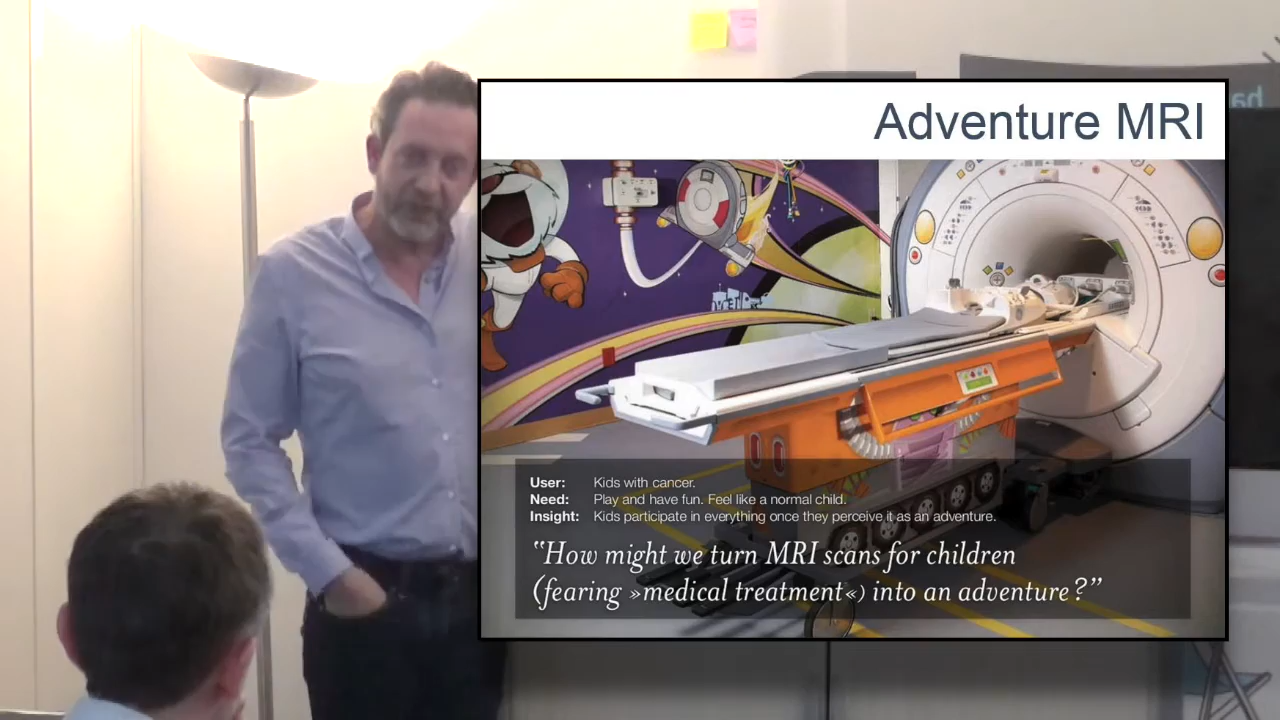 Adventure MRI
User: Kids with cancer.
Need: Play and have fun. Feel like a normal child.
Insight: Kids participate in everything once they perceive it as an adventure.
“How might we turn MRI scans for children
(fearing »medical treatment«) into an adventure?”